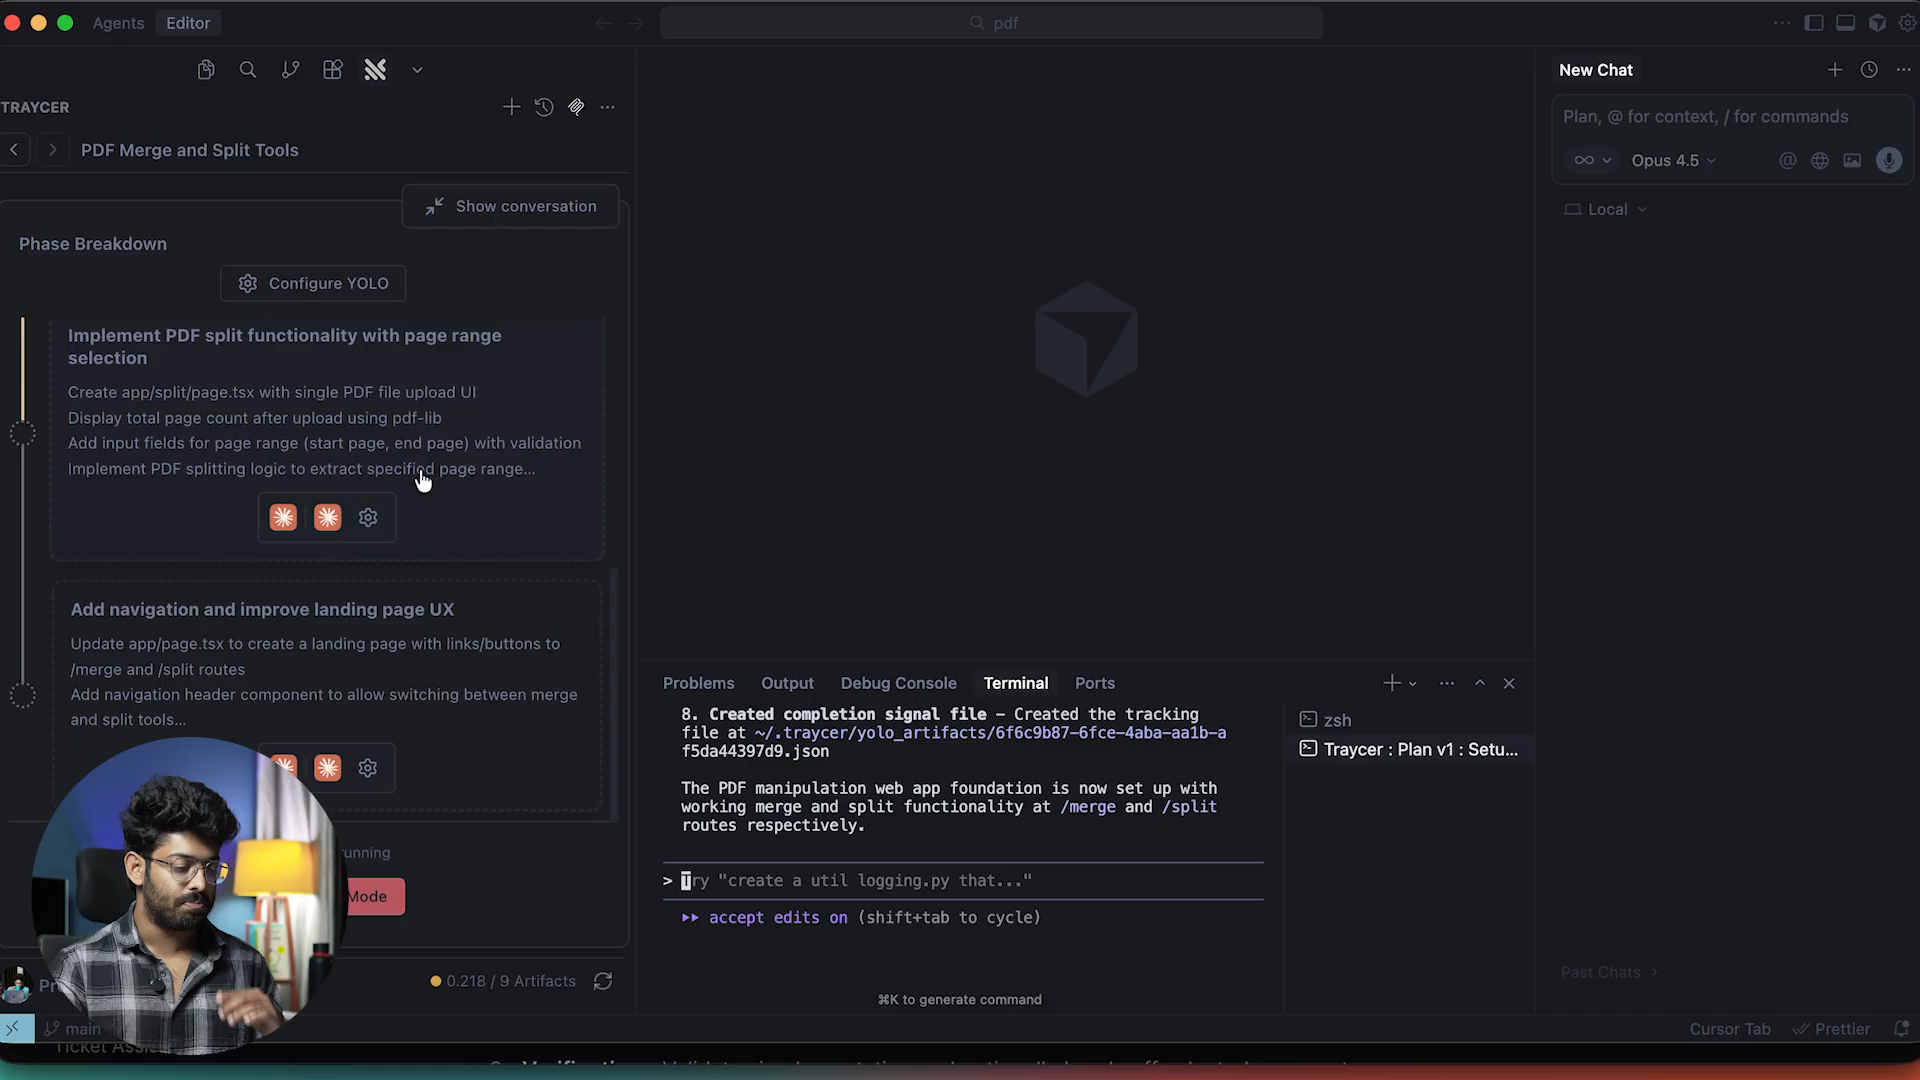 Agents
Editor
pdf
TRAYCER
PDF Merge and Split Tools
Show conversation
Phase Breakdown
Configure YOLO
Implement PDF split functionality with page range
selection
Create app/split/page.tsx with single PDF file upload UI
Display total page count after upload using pdf-lib
Add input fields for page range (start page, end page) with validation
Implement PDF splitting logic to extract specified page range...
Add navigation and improve landing page UX
Update app/page.tsx to create a landing page with links/buttons to
/merge and /split routes
Add navigation header component to allow switching between merge
and split tools...
Mode
0.218 / 9 Artifacts
main
Problems
Output
Debug Console
Terminal
Ports
8. Created completion signal file – Created the tracking
file at ~/.traycer/yolo_artifacts/6f6c9b87-6fce-4aba-aa1b-a
f5da44397d9.json
The PDF manipulation web app foundation is now set up with
working merge and split functionality at /merge and /split
routes respectively.
> Try "create a util logging.py that..."
accept edits on (shift+tab to cycle)
⌘K to generate command
zsh
Traycer : Plan v1 : Setu...
New Chat
Plan, @ for context, / for commands
Opus 4.5
Local
Past Chats
Cursor Tab
Prettier